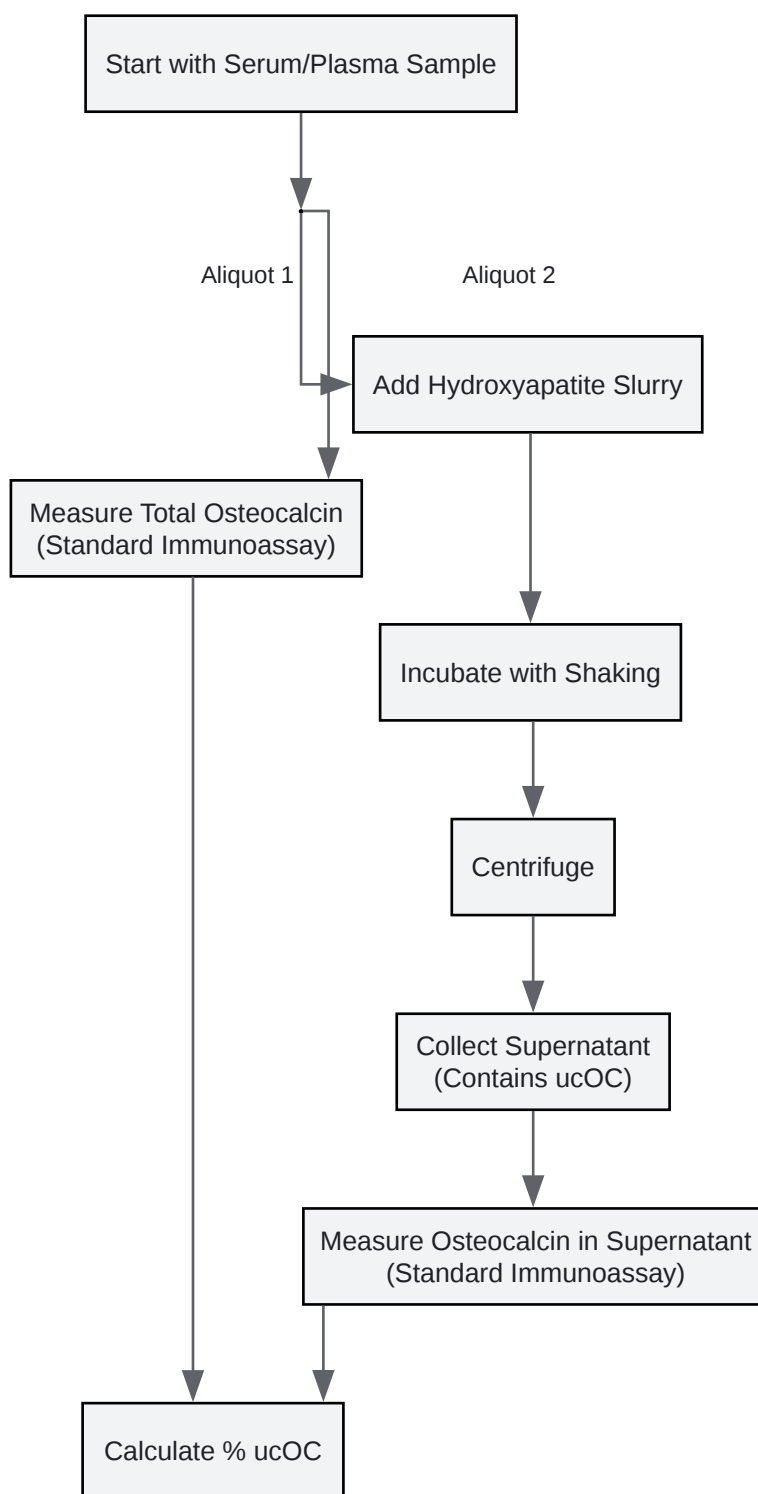 Start with Serum/Plasma Sample
Aliquot 1
Aliquot 2
Add Hydroxyapatite Slurry
Measure Total Osteocalcin
(Standard Immunoassay)
Incubate with Shaking
Centrifuge
Collect Supernatant
(Contains ucOC)
Measure Osteocalcin in Supernatant
(Standard Immunoassay)
Calculate % ucOC